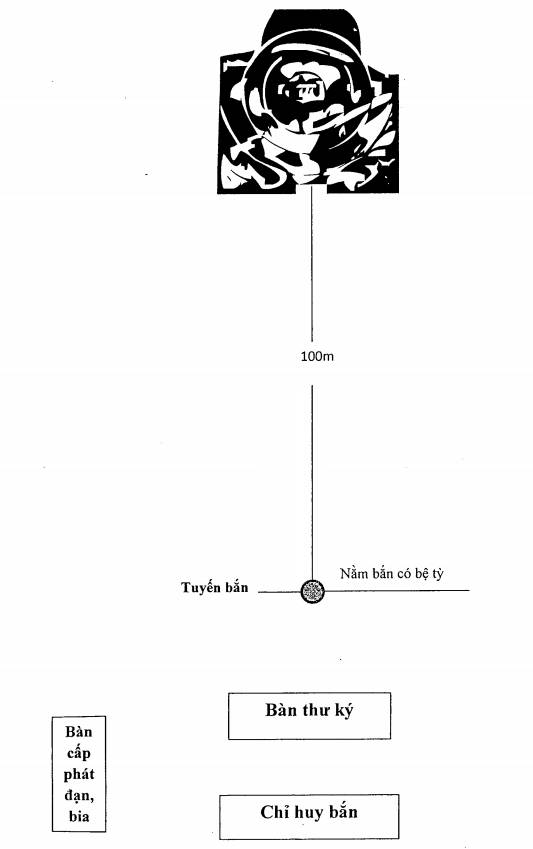 100m
Nằm bắn có bệ tỳ
Tuyến bắn
Bàn thư ký
Bàn
cấp
phát
đạn,
bia
Chỉ huy bắn